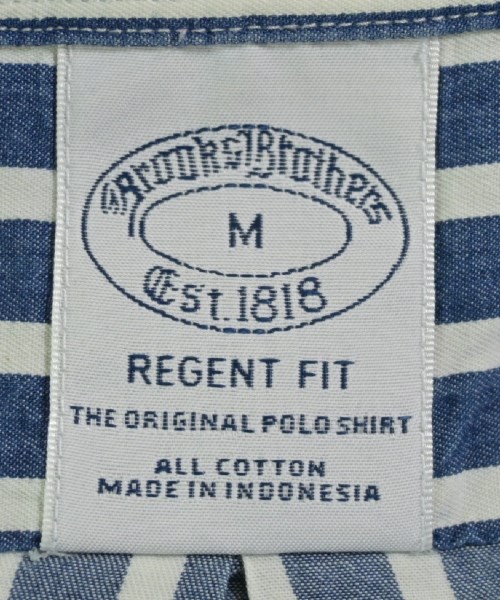 Brooks Brothers
M
Est. 1818
REGENT FIT
THE ORIGINAL POLO SHIRT
ALL COTTON
MADE IN INDONESIA